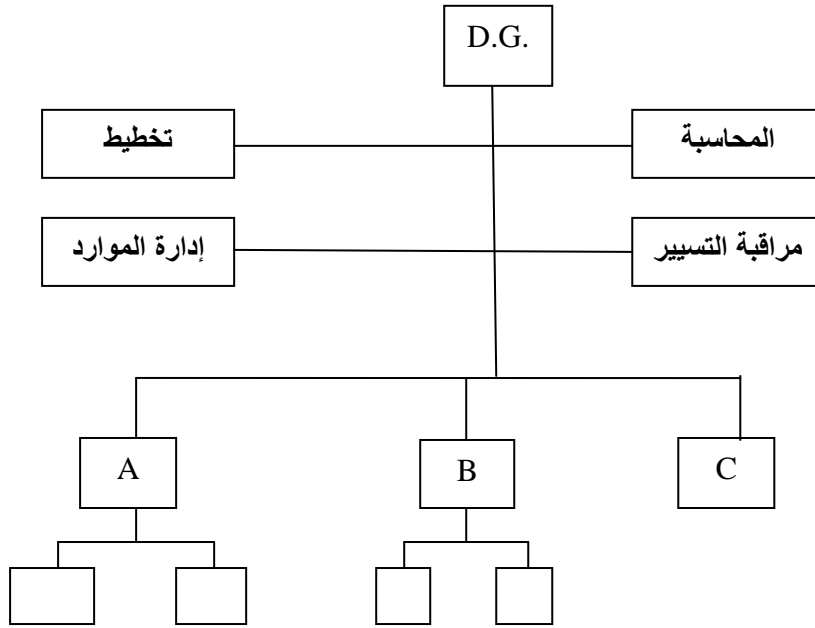 D.G.
المحاسبة
تخطيط
مراقبة التسيير
إدارة الموارد
A
B
C